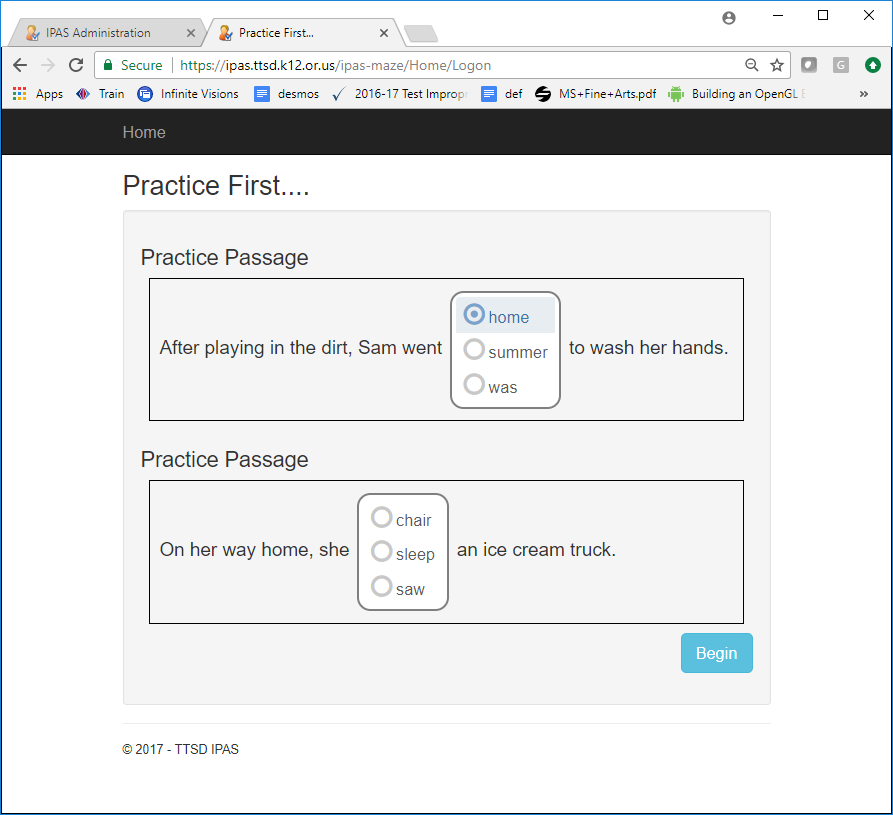 IPAS Administration
Practice First...
Secure
https://ipas.ttsd.k12.or.us/ipas-maze/Home/Logon
G
Apps
Train
Infinite Visions
desmos
2016-17 Test Impropr
def
MS+Fine+Arts.pdf
Building an OpenGL E
»
Home
Practice First....
Practice Passage
After playing in the dirt, Sam went
home
summer
was
to wash her hands.
Practice Passage
On her way home, she
chair
sleep
saw
an ice cream truck.
Begin
© 2017 - TTSD IPAS